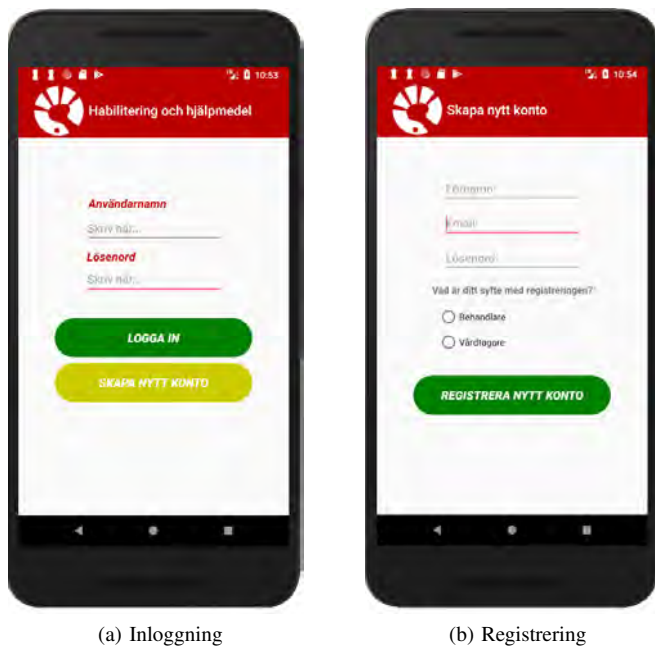 10:53
Habilitering och hjälpmedel
Användarnamn
Skriv här...
Lösenord
Skriv här...
LOGGA IN
SKAPA NYTT KONTO
(a) Inloggning
10:54
Skapa nytt konto
Förnamn
Email
Lösenord
Vad är ditt syfte med registreringen?
Behandlare
Vårdtagare
REGISTRERA NYTT KONTO
(b) Registrering